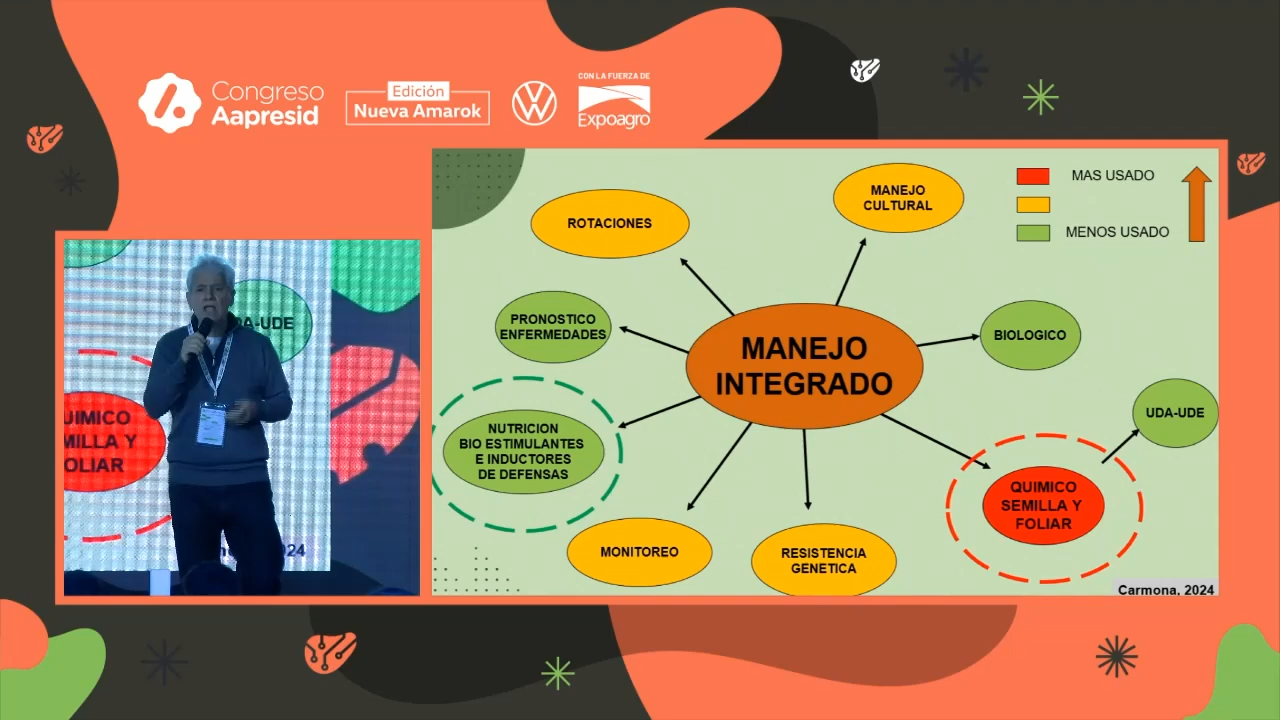 Congreso
Aapresid
Edición
Nueva Amarok
CON LA FUERZA DE
Expoagro
MAS USADO
MENOS USADO
MANEJO
CULTURAL
ROTACIONES
PRONOSTICO
ENFERMEDADES
BIOLOGICO
MANEJO
INTEGRADO
UDA-UDE
NUTRICION
BIO ESTIMULANTES
E INDUCTORES
DE DEFENSAS
QUIMICO
SEMILLA Y
FOLIAR
MONITOREO
RESISTENCIA
GENETICA
Carmona, 2024
DA-UDE
UIMICO
MILLA Y
OLIAR
24